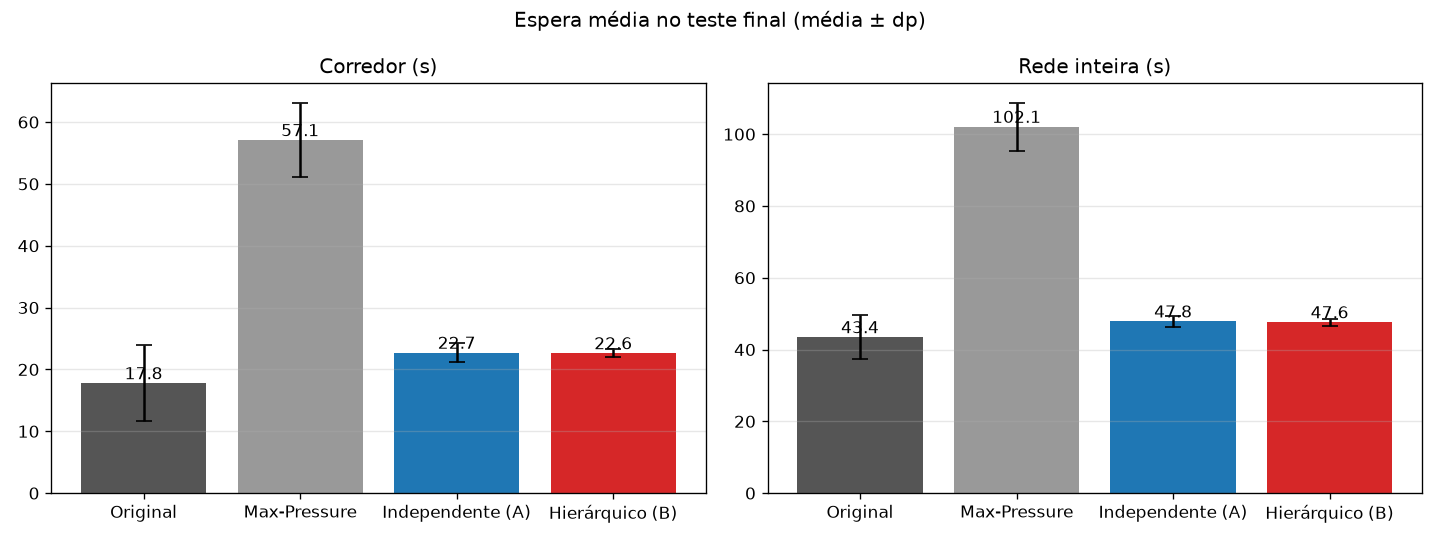 Espera média no teste final (média ± dp)
Corredor (s)
60
50
40
30
20
10
0
17.8
57.1
22.7
22.6
Original
Max-Pressure
Independente (A)
Hierárquico (B)
Rede inteira (s)
100
80
60
40
20
0
43.4
102.1
47.8
47.6
Original
Max-Pressure
Independente (A)
Hierárquico (B)